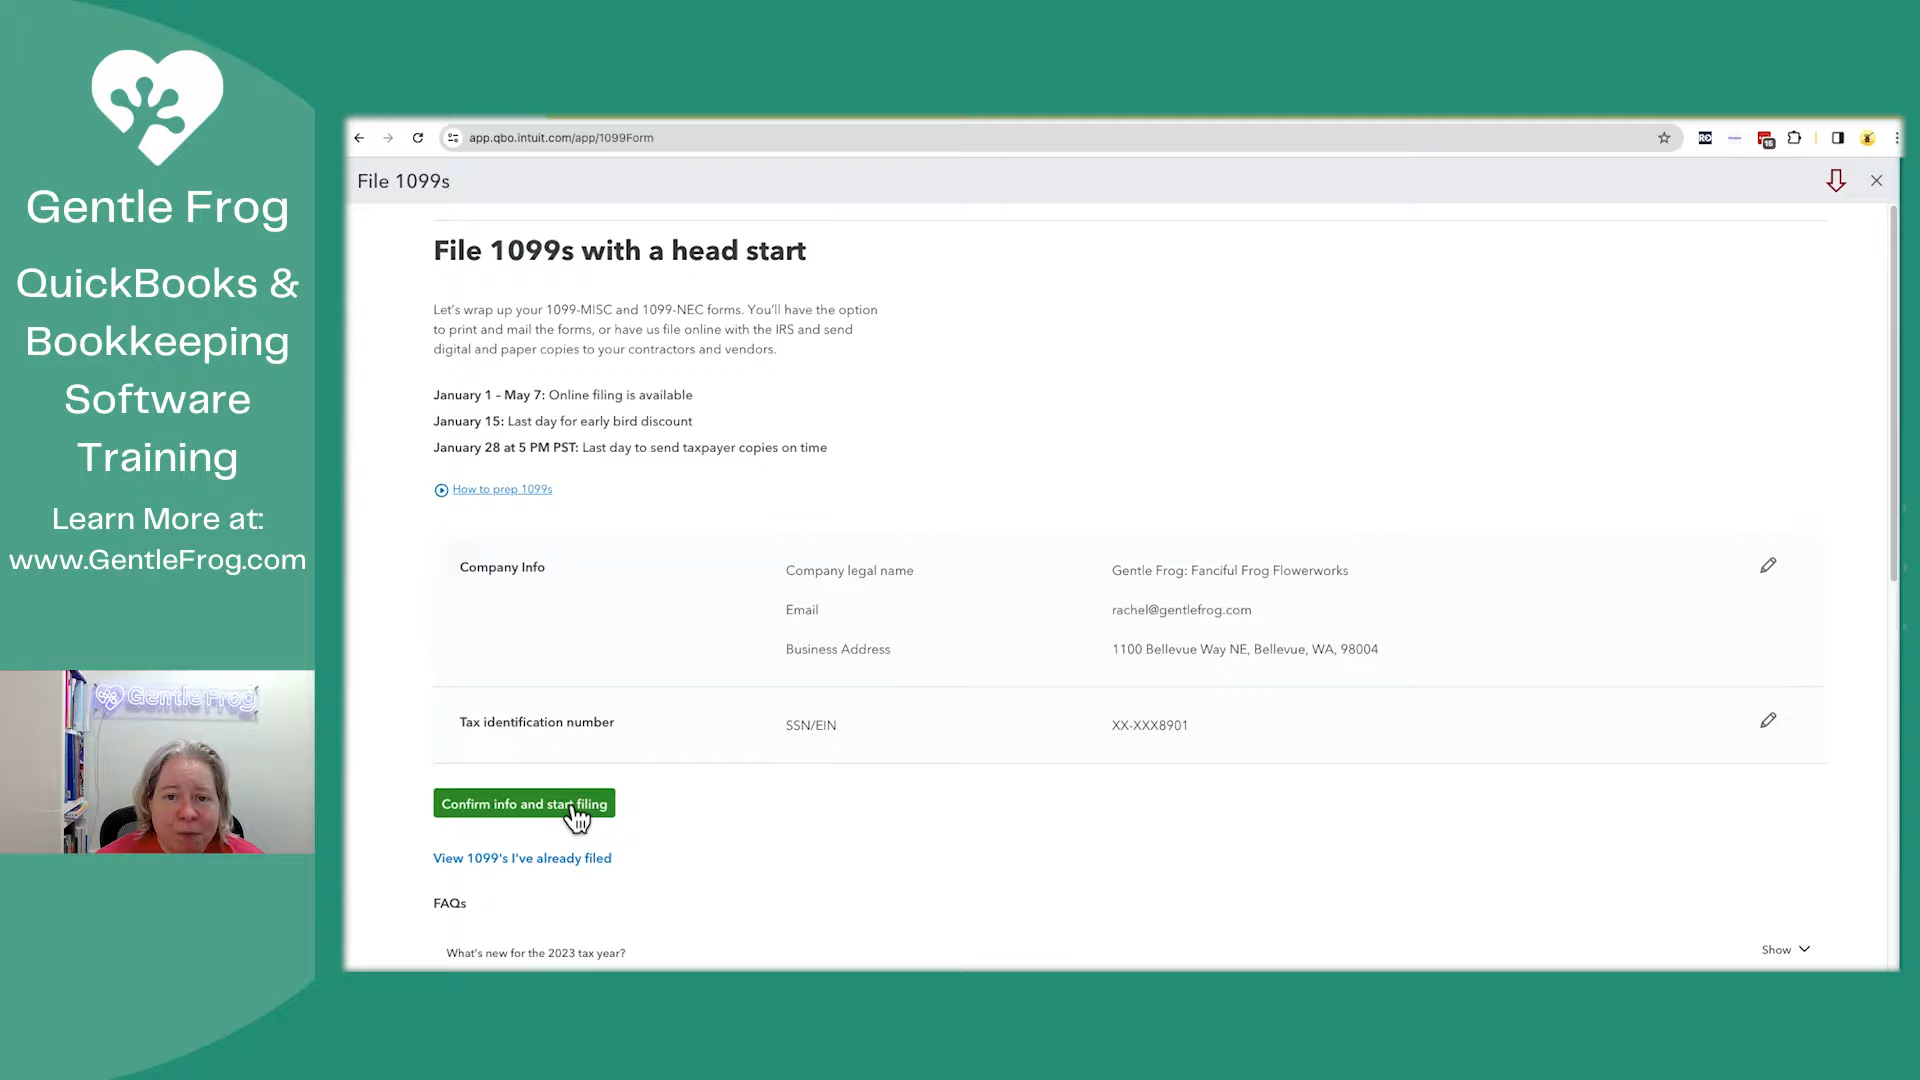 Gentle Frog
QuickBooks &
Bookkeeping
Software
Training
Learn More at:
www.GentleFrog.com
Gentle Frog
app.qbo.intuit.com/app/1099Form
15
File 1099s
File 1099s with a head start
Let's wrap up your 1099-MISC and 1099-NEC forms. You'll have the option
to print and mail the forms, or have us file online with the IRS and send
digital and paper copies to your contractors and vendors.
January 1 – May 7: Online filing is available
January 15: Last day for early bird discount
January 28 at 5 PM PST: Last day to send taxpayer copies on time
How to prep 1099s
Company Info
Company legal name
Gentle Frog: Fanciful Frog Flowerworks
Email
rachel@gentlefrog.com
Business Address
1100 Bellevue Way NE, Bellevue, WA, 98004
Tax identification number
SSN/EIN
XX-XXX8901
Confirm info and start filing
View 1099's I've already filed
FAQs
What's new for the 2023 tax year?
Show